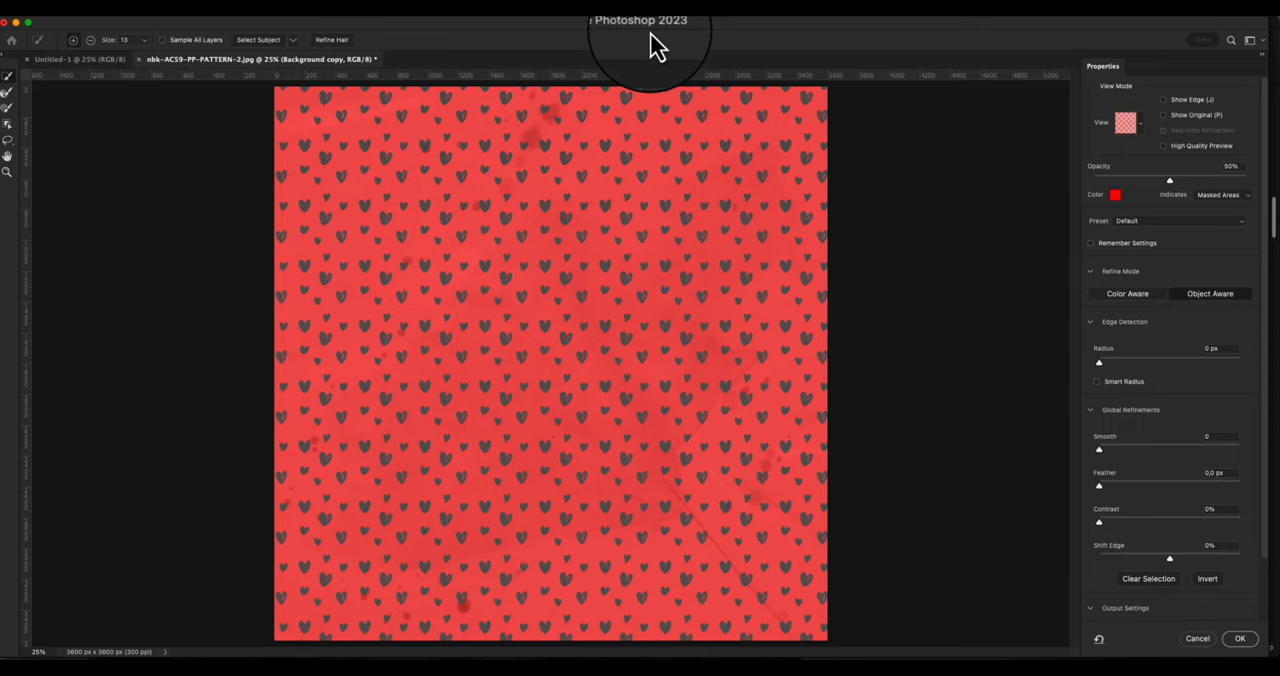 Photoshop 2023
Size: 13 Sample All Layers Select Subject Refine Hair
Untitled-1 @ 25% (RGB/8) nbk-AC59-PP-PATTERN-2.jpg @ 25% (Background copy, RGB/8) *
Properties
View Mode
Show Edge (J)
View Show Original (P)
Real-time Refinement
High Quality Preview
Opacity 50%
Color Indicates Masked Areas
Preset Default
Remember Settings
Refine Mode
Color Aware Object Aware
Edge Detection
Radius 0 px
Smart Radius
Global Refinements
Smooth 0
Feather 0,0 px
Contrast 0%
Shift Edge 0%
Clear Selection Invert
Output Settings
Cancel OK
25% 3600 px x 3600 px (300 ppi)